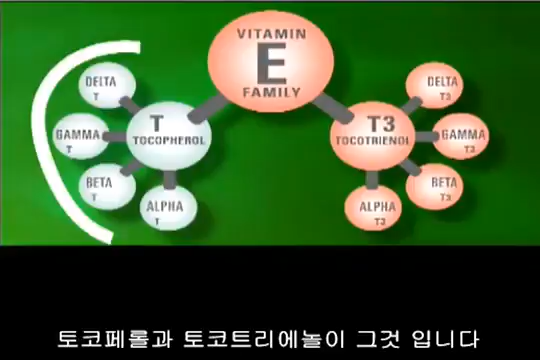 VITAMIN
E
FAMILY
T
TOCOPHEROL
DELTA
T
GAMMA
T
BETA
T
ALPHA
T
T3
TOCOTRIENOL
DELTA
T3
GAMMA
T3
BETA
T3
ALPHA
T3
토코페롤과 토코트리에놀이 그것 입니다